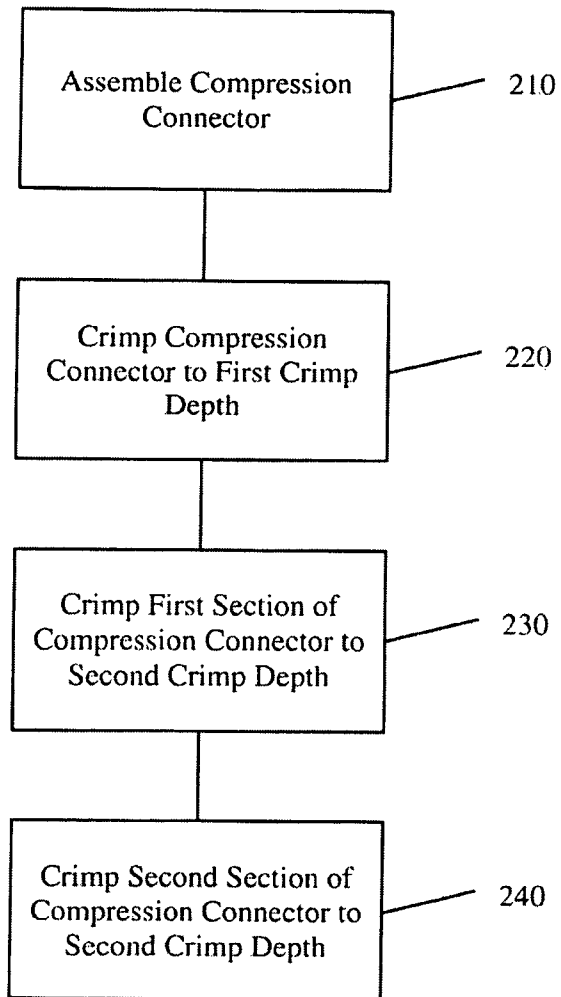 Assemble Compression
Connector
210
Crimp Compression
Connector to First Crimp
Depth
220
Crimp First Section of
Compression Connector to
Second Crimp Depth
230
Crimp Second Section of
Compression Connector to
Second Crimp Depth
240